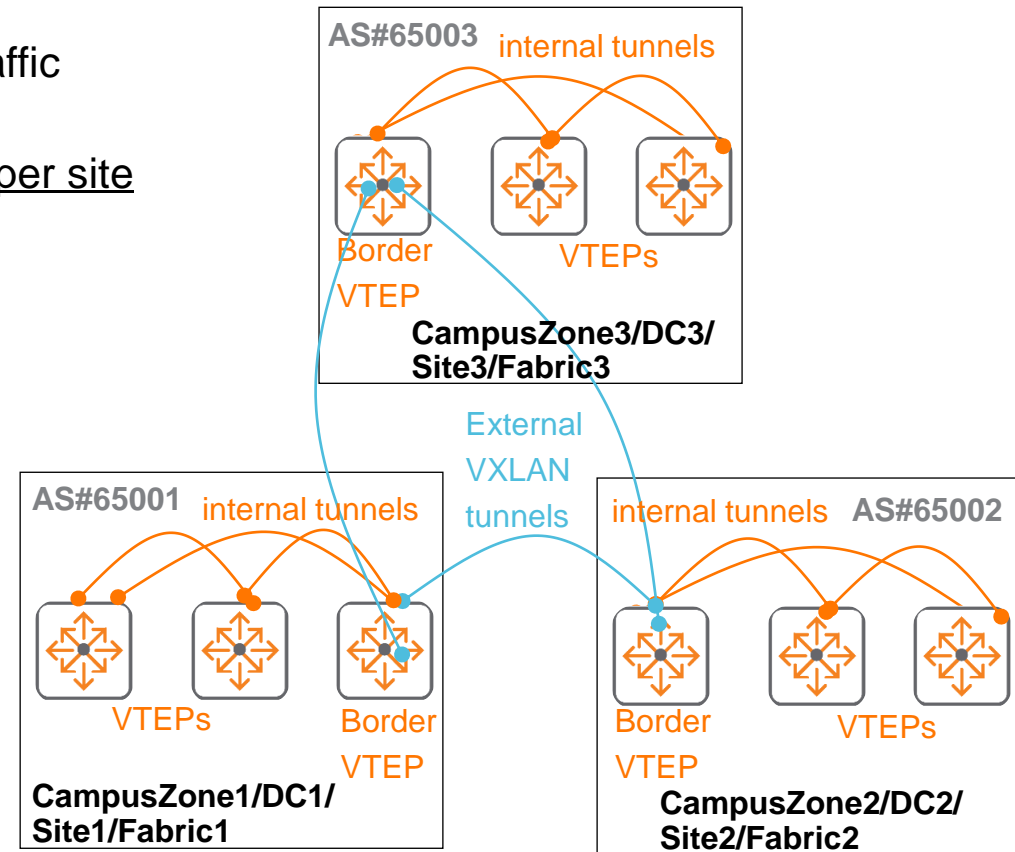 affic
per site
AS#65003
internal tunnels
Border
VTEP
VTEPs
CampusZone3/DC3/
Site3/Fabric3
External
VXLAN
tunnels
AS#65001
internal tunnels
VTEPs
Border
VTEP
CampusZone1/DC1/
Site1/Fabric1
internal tunnels
AS#65002
Border
VTEP
VTEPs
CampusZone2/DC2/
Site2/Fabric2